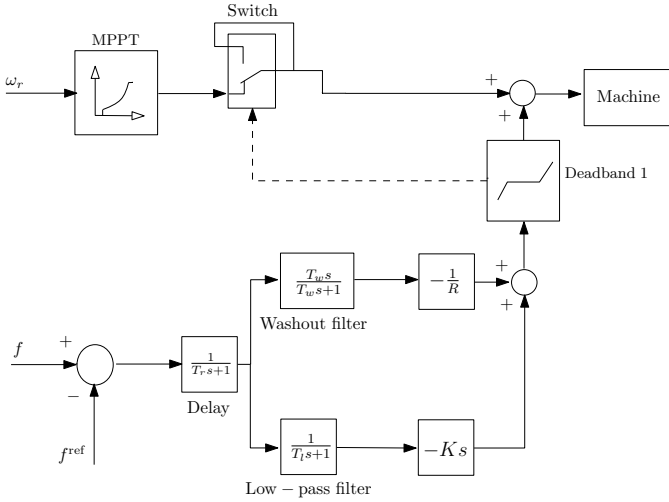 Switch
MPPT
ω_r
+
+
Machine
Deadband 1
T_w s / T_w s+1
−1/R
+
+
Washout filter
f
+
−
1 / T_r s+1
Delay
f^ref
1 / T_l s+1
−Ks
Low − pass filter